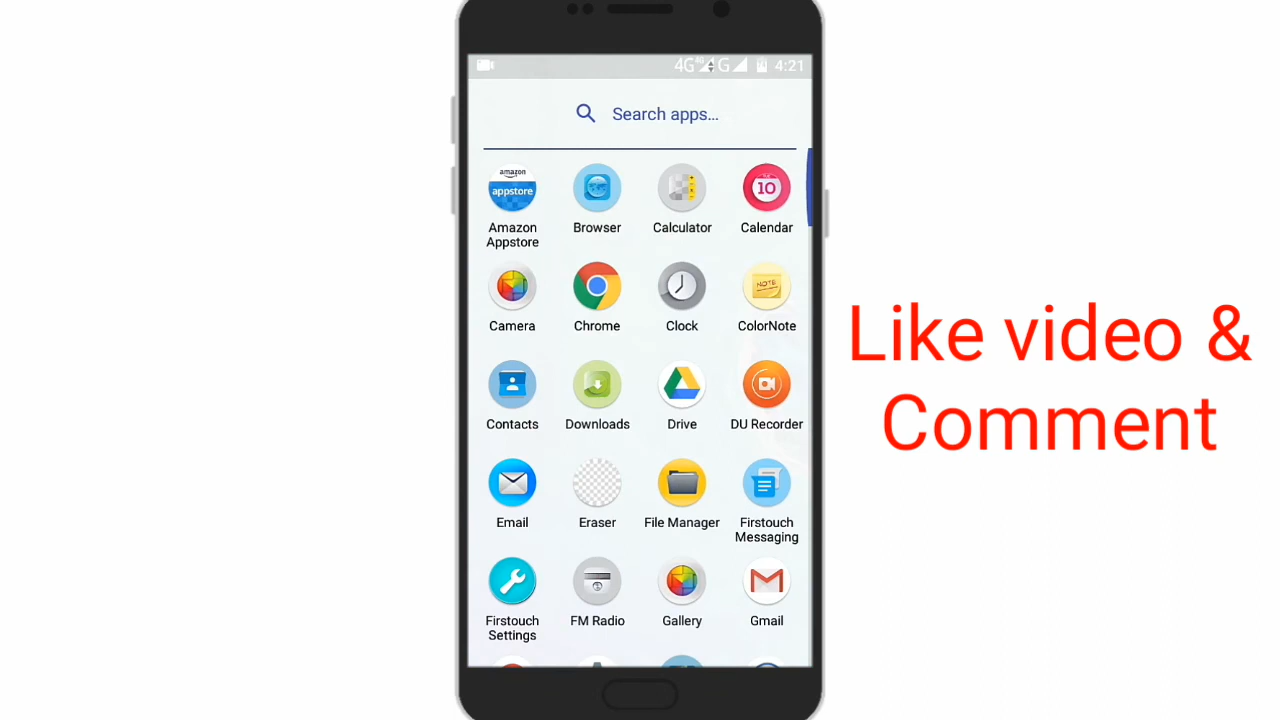 4G 4G G 4:21
Search apps...
amazon
appstore
10
NOTE
Amazon
Appstore
Browser
Calculator
Calendar
Camera
Chrome
Clock
ColorNote
Contacts
Downloads
Drive
DU Recorder
Email
Eraser
File Manager
Firstouch
Messaging
Firstouch
Settings
FM Radio
Gallery
Gmail
Like video &
Comment